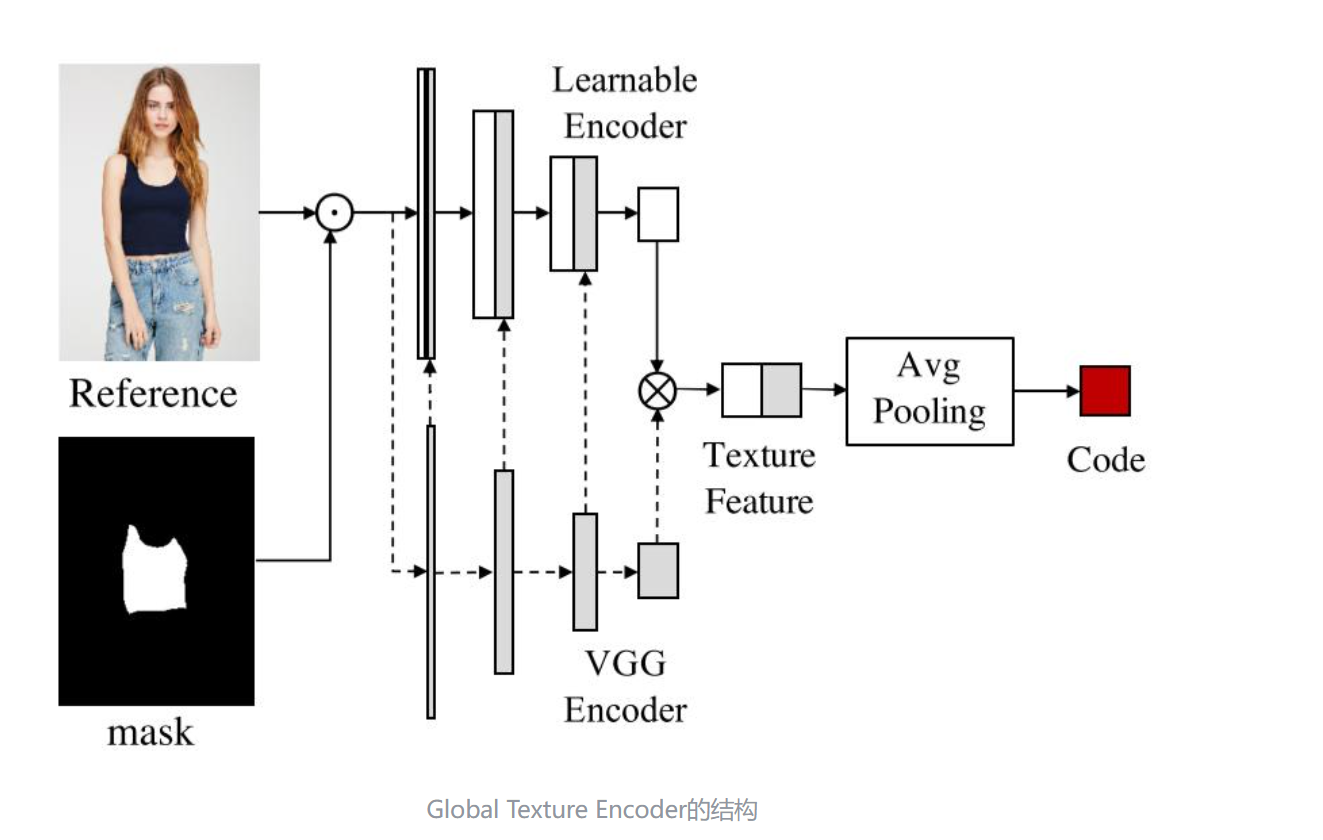 Learnable
Encoder
Reference
Avg
Pooling
Texture
Feature
Code
VGG
Encoder
mask
Global Texture Encoder的结构